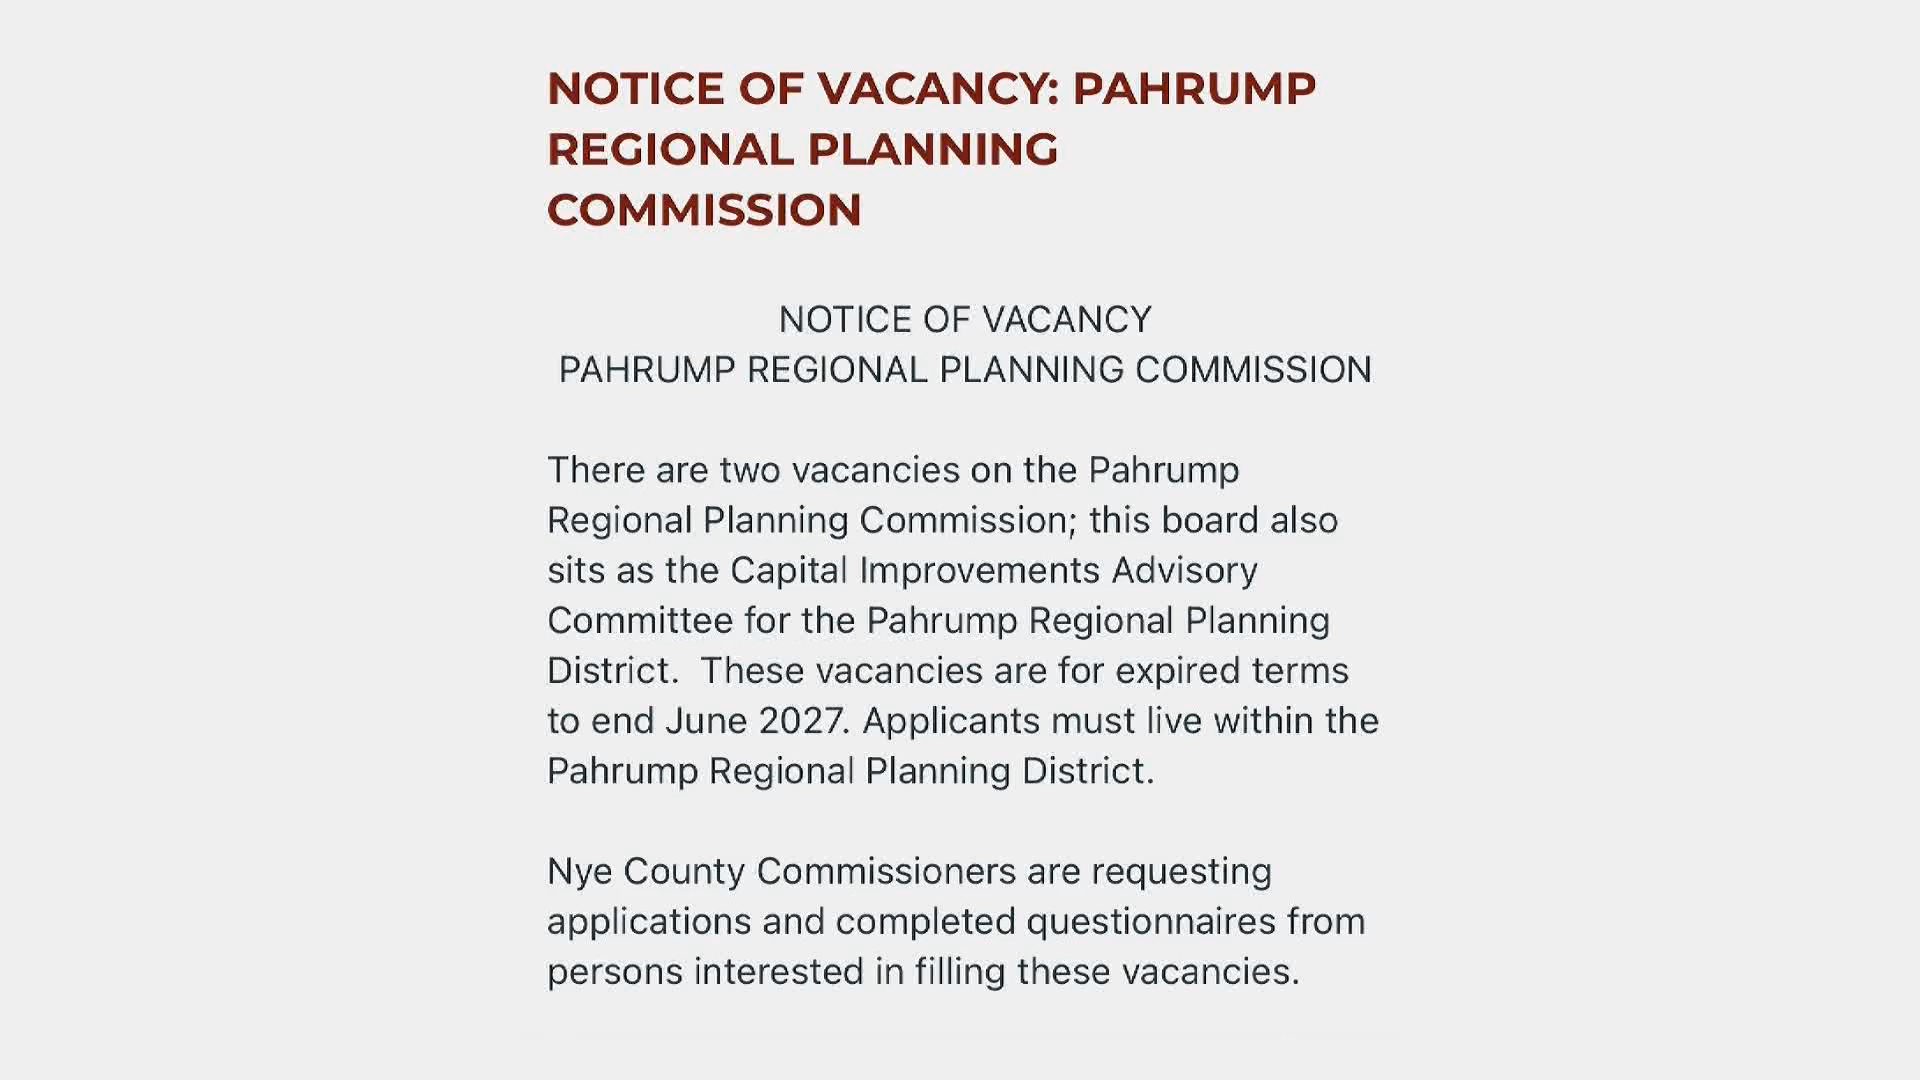 NOTICE OF VACANCY: PAHRUMP
REGIONAL PLANNING
COMMISSION
NOTICE OF VACANCY
PAHRUMP REGIONAL PLANNING COMMISSION
There are two vacancies on the Pahrump
Regional Planning Commission; this board also
sits as the Capital Improvements Advisory
Committee for the Pahrump Regional Planning
District.  These vacancies are for expired terms
to end June 2027. Applicants must live within the
Pahrump Regional Planning District.
Nye County Commissioners are requesting
applications and completed questionnaires from
persons interested in filling these vacancies.